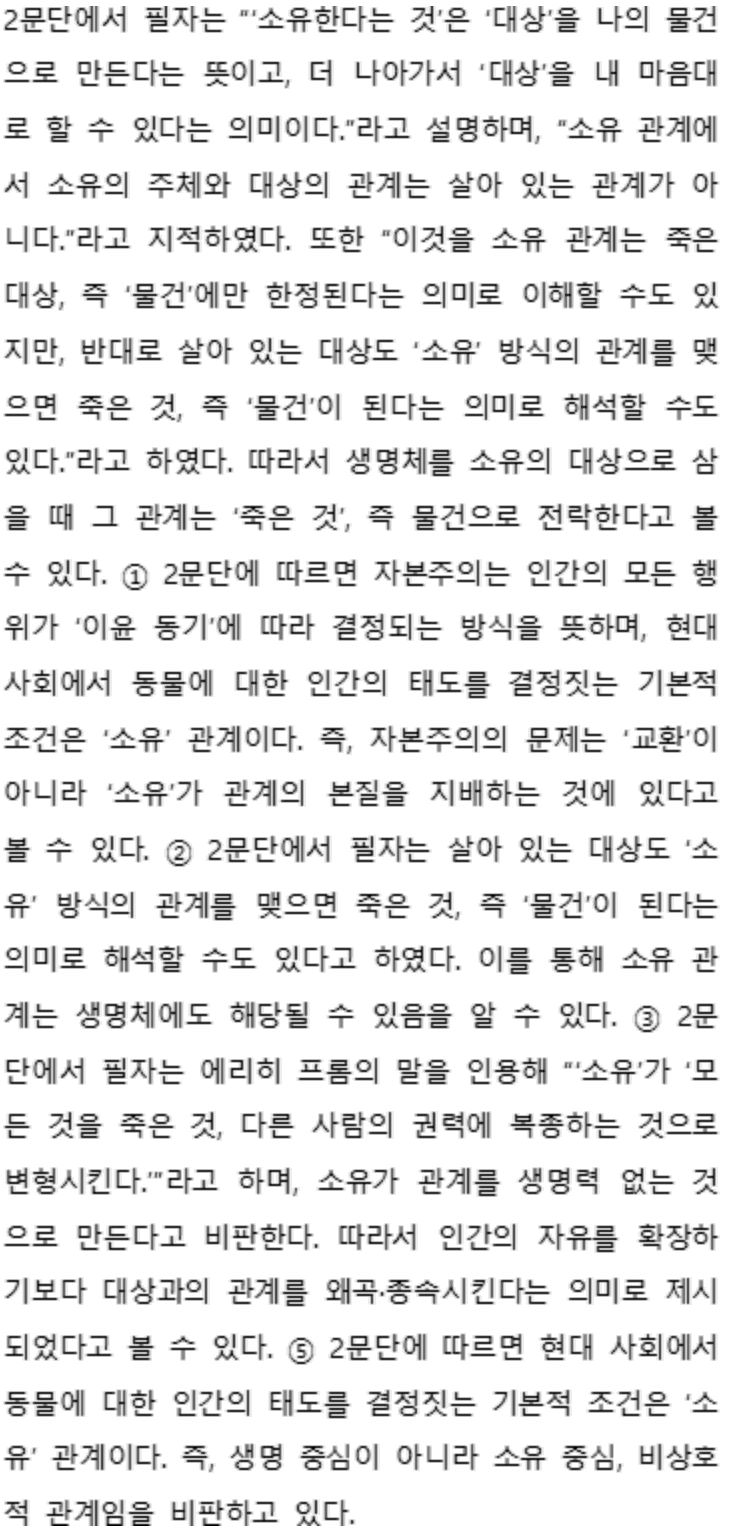 2문단에서 필자는 “‘소유한다는 것’은 ‘대상’을 나의 물건
으로 만든다는 뜻이고, 더 나아가서 ‘대상’을 내 마음대
로 할 수 있다는 의미이다.”라고 설명하며, “소유 관계에
서 소유의 주체와 대상의 관계는 살아 있는 관계가 아
니다.”라고 지적하였다. 또한 “이것을 소유 관계는 죽은
대상, 즉 ‘물건’에만 한정된다는 의미로 이해할 수도 있
지만, 반대로 살아 있는 대상도 ‘소유’ 방식의 관계를 맺
으면 죽은 것, 즉 ‘물건’이 된다는 의미로 해석할 수도
있다.”라고 하였다. 따라서 생명체를 소유의 대상으로 삼
을 때 그 관계는 ‘죽은 것’, 즉 물건으로 전락한다고 볼
수 있다. ① 2문단에 따르면 자본주의는 인간의 모든 행
위가 ‘이윤 동기’에 따라 결정되는 방식을 뜻하며, 현대
사회에서 동물에 대한 인간의 태도를 결정짓는 기본적
조건은 ‘소유’ 관계이다. 즉, 자본주의의 문제는 ‘교환’이
아니라 ‘소유’가 관계의 본질을 지배하는 것에 있다고
볼 수 있다. ② 2문단에서 필자는 살아 있는 대상도 ‘소
유’ 방식의 관계를 맺으면 죽은 것, 즉 ‘물건’이 된다는
의미로 해석할 수도 있다고 하였다. 이를 통해 소유 관
계는 생명체에도 해당될 수 있음을 알 수 있다. ③ 2문
단에서 필자는 에리히 프롬의 말을 인용해 “‘소유’가 ‘모
든 것을 죽은 것, 다른 사람의 권력에 복종하는 것으로
변형시킨다.’”라고 하며, 소유가 관계를 생명력 없는 것
으로 만든다고 비판한다. 따라서 인간의 자유를 확장하
기보다 대상과의 관계를 왜곡·종속시킨다는 의미로 제시
되었다고 볼 수 있다. ⑤ 2문단에 따르면 현대 사회에서
동물에 대한 인간의 태도를 결정짓는 기본적 조건은 ‘소
유’ 관계이다. 즉, 생명 중심이 아니라 소유 중심, 비상호
적 관계임을 비판하고 있다.